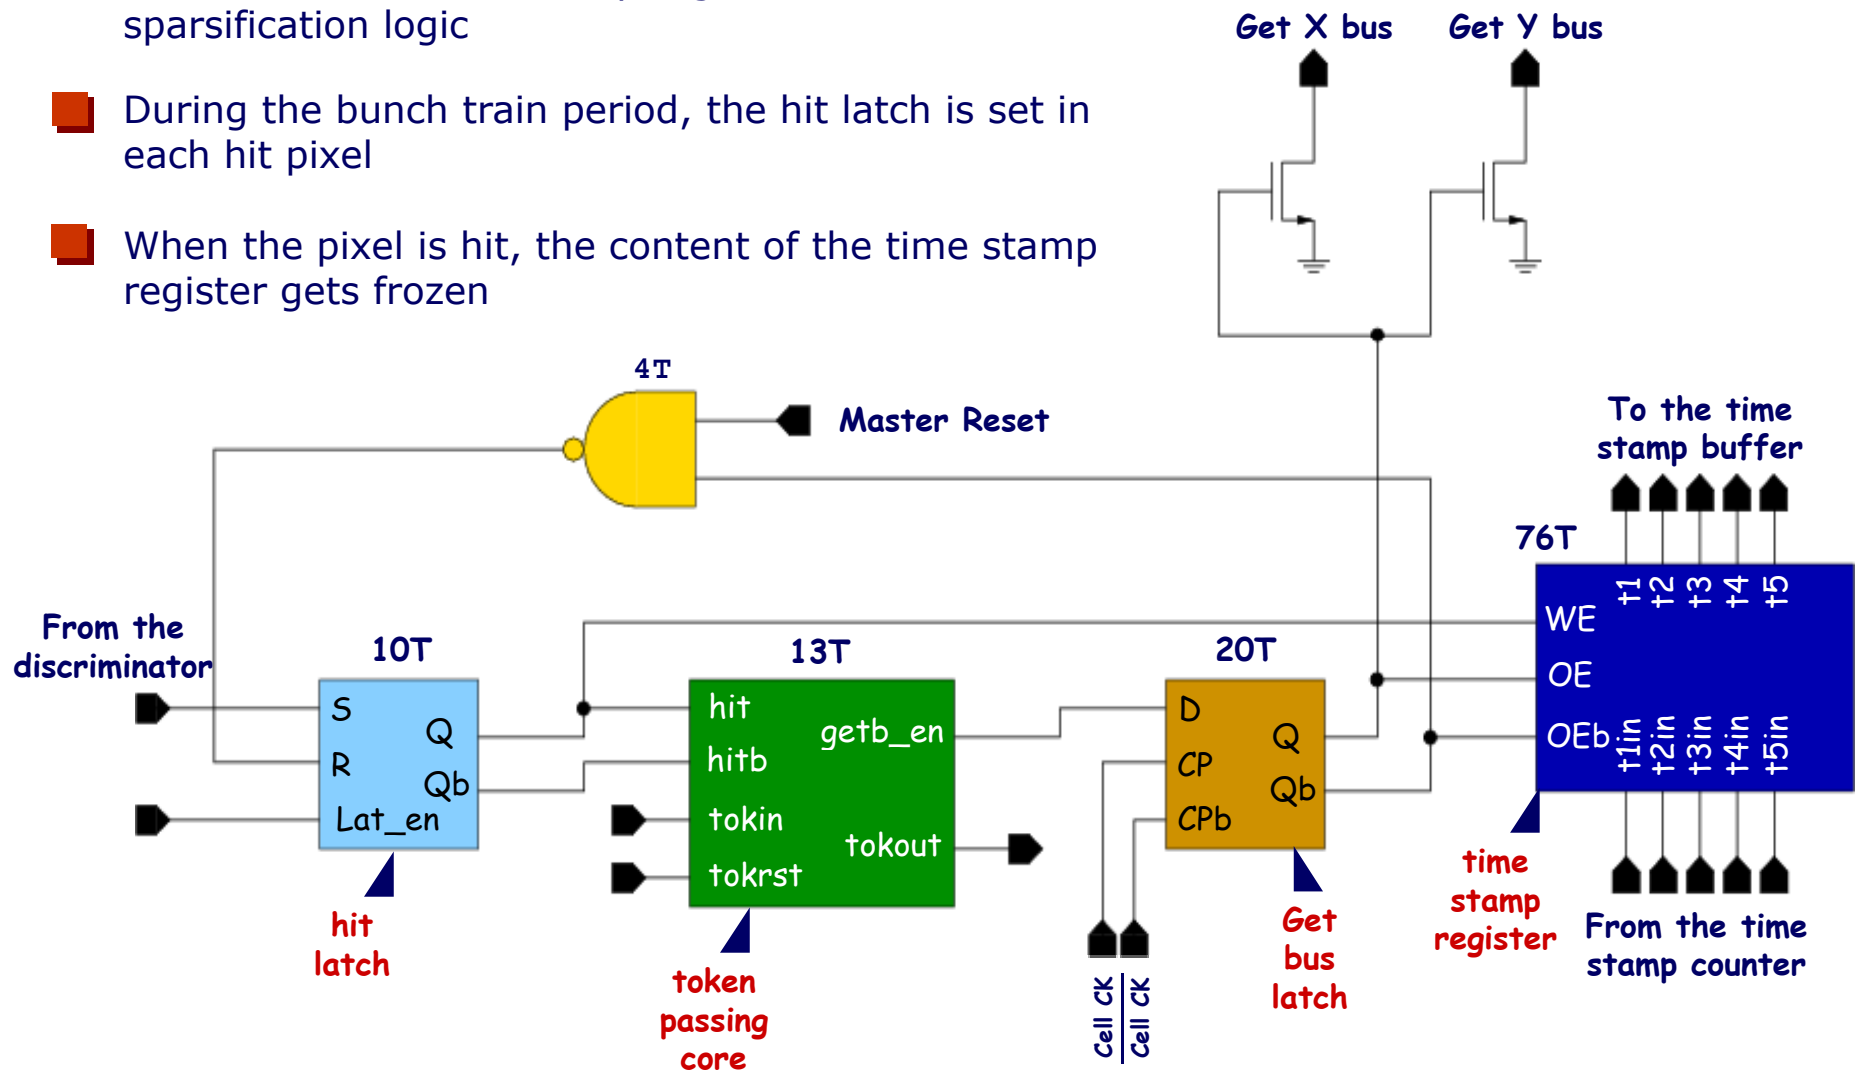 sparsification logic
During the bunch train period, the hit latch is set in
each hit pixel
When the pixel is hit, the content of the time stamp
register gets frozen
Get X bus
Get Y bus
4T
Master Reset
To the time
stamp buffer
76T
t1 t2 t3 t4 t5
WE
OE
OEb
t1in t2in t3in t4in t5in
From the
discriminator
10T
S
R
Q
Qb
Lat_en
13T
hit
hitb
tokin
tokrst
getb_en
tokout
20T
D
CP
CPb
Q
Qb
hit
latch
token
passing
core
Cell CK
Cell CK
Get
bus
latch
time
stamp
register
From the time
stamp counter